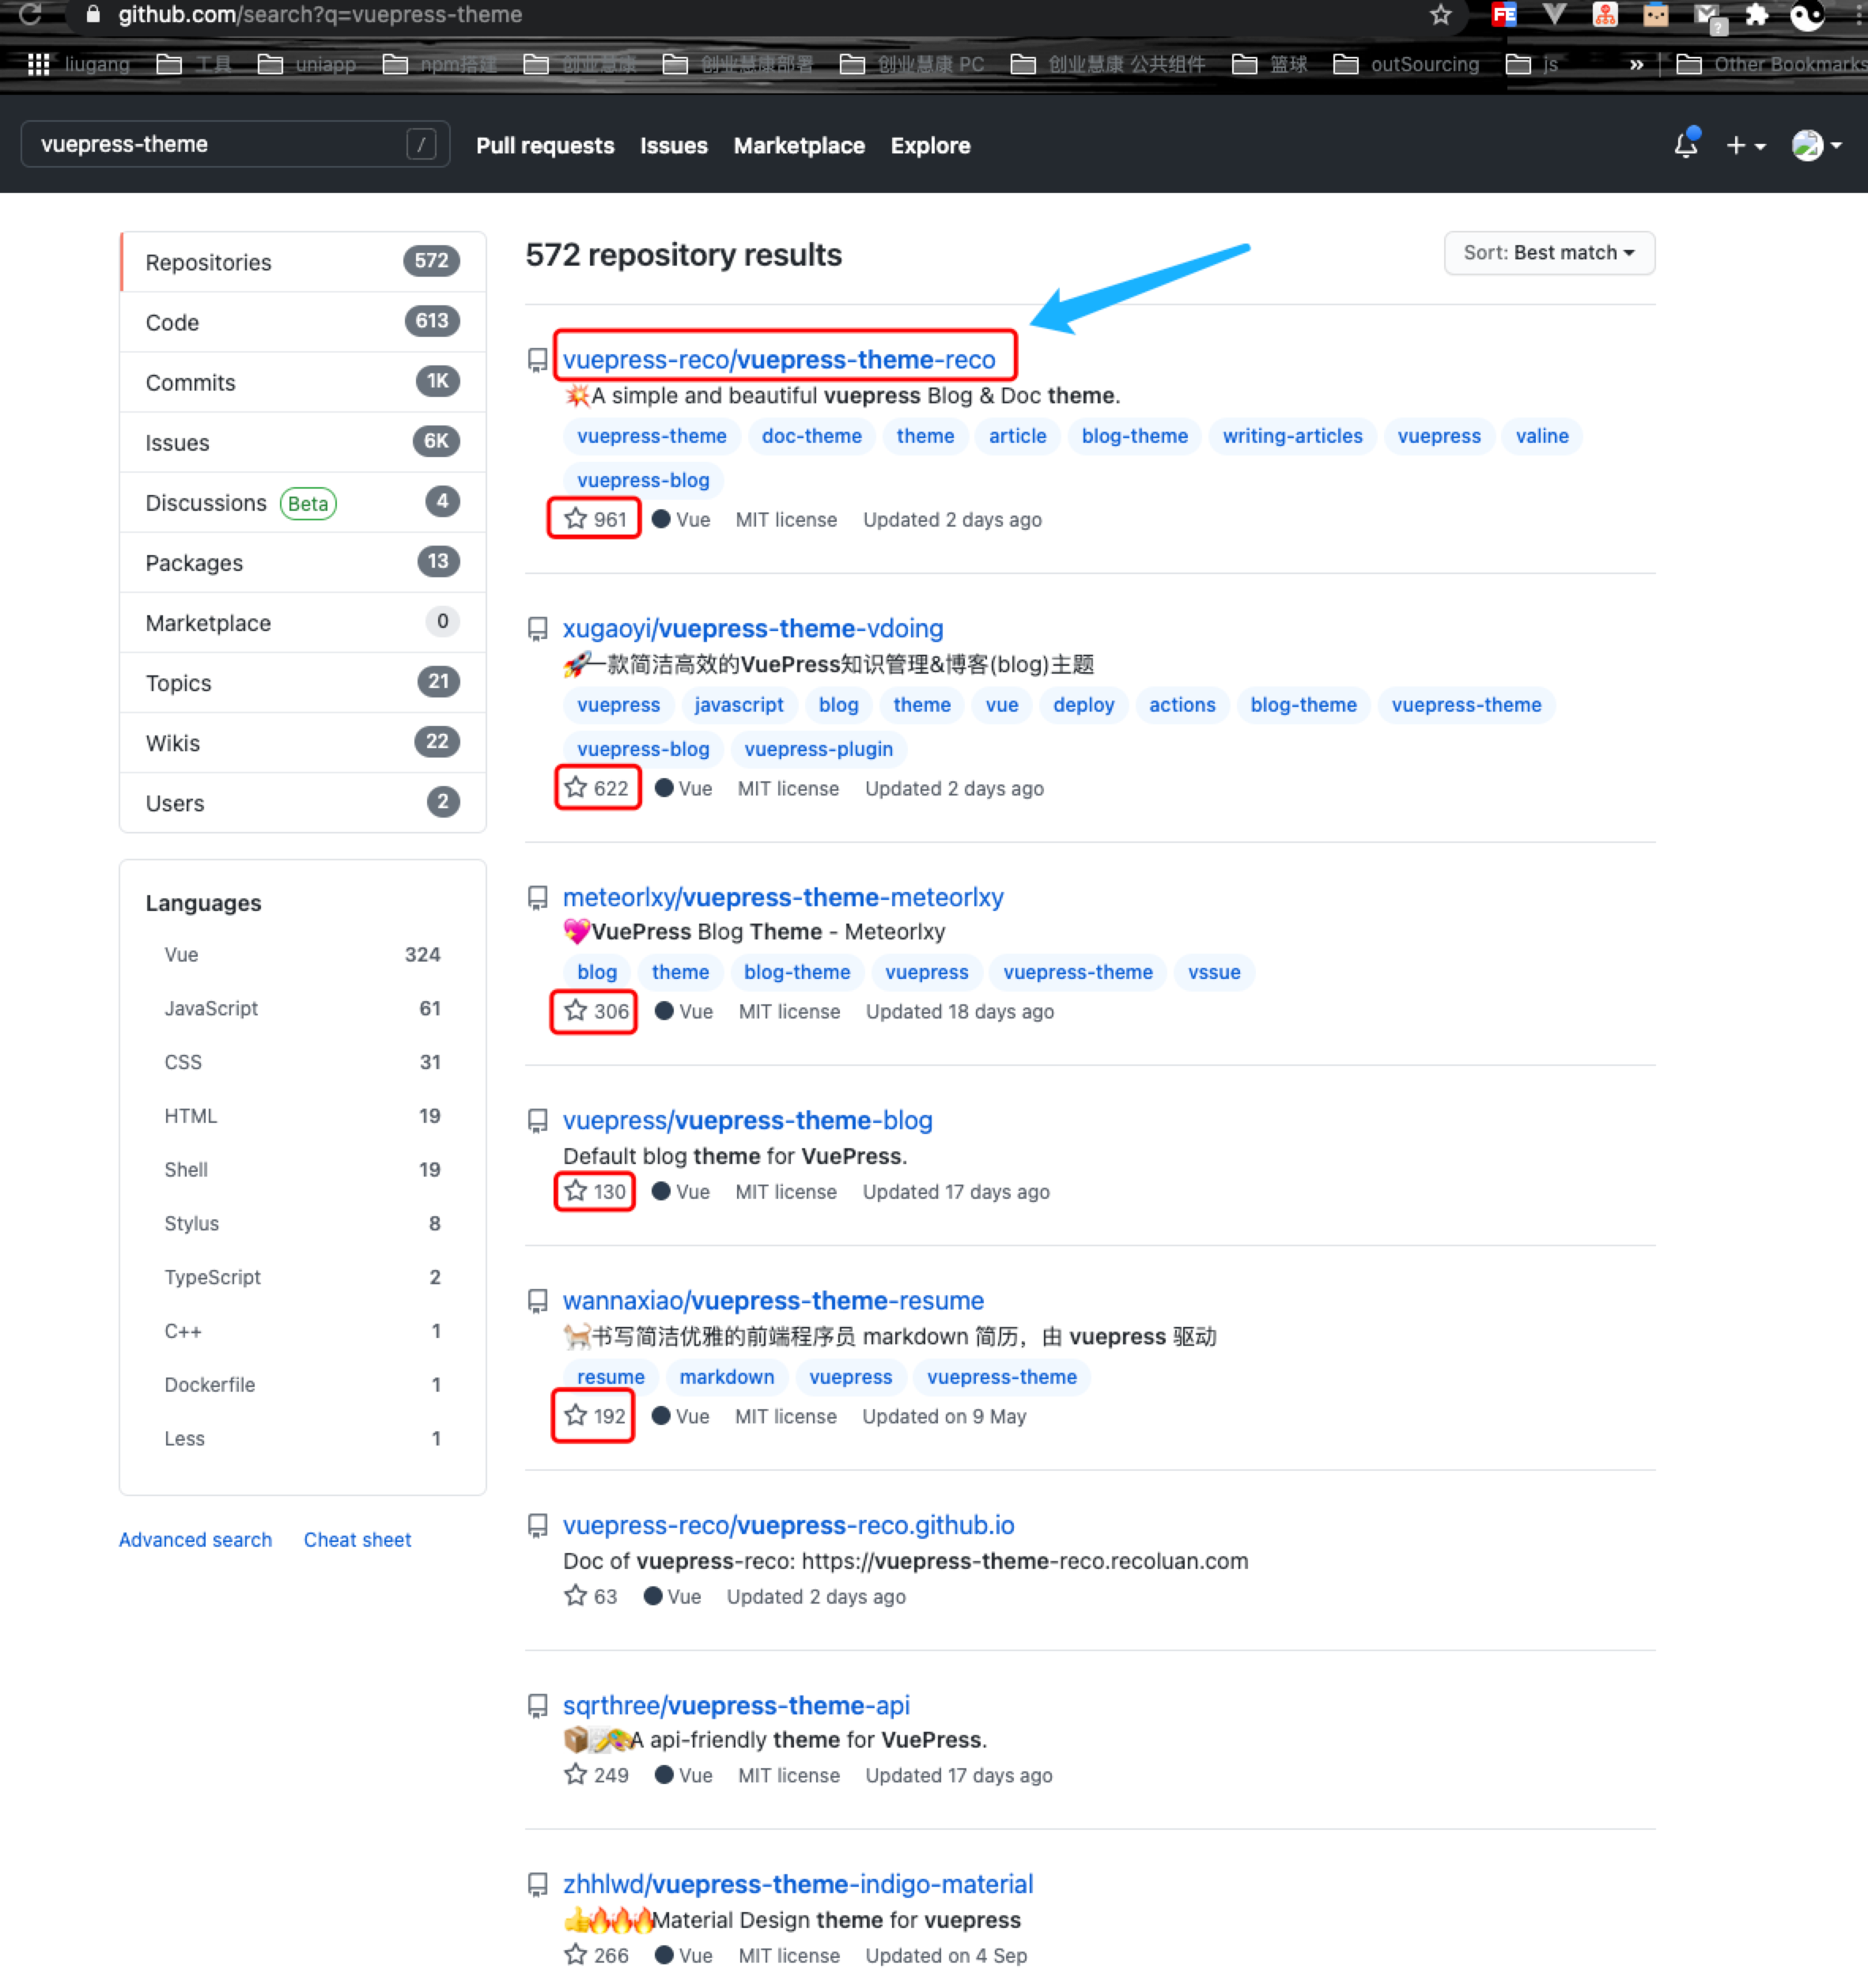 github.com/search?q=vuepress-theme
liugang 工具 uniapp npm搭建 创业慧康 创业慧康部署 创业慧康 PC 创业慧康 公共组件 篮球 outSourcing js » Other Bookmarks
vuepress-theme / Pull requests Issues Marketplace Explore
Repositories 572
Code 613
Commits 1K
Issues 6K
Discussions Beta 4
Packages 13
Marketplace 0
Topics 21
Wikis 22
Users 2
Languages
Vue 324
JavaScript 61
CSS 31
HTML 19
Shell 19
Stylus 8
TypeScript 2
C++ 1
Dockerfile 1
Less 1
Advanced search Cheat sheet
572 repository results
Sort: Best match
vuepress-reco/vuepress-theme-reco
💥A simple and beautiful vuepress Blog & Doc theme.
vuepress-theme doc-theme theme article blog-theme writing-articles vuepress valine
vuepress-blog
961 Vue MIT license Updated 2 days ago
xugaoyi/vuepress-theme-vdoing
🚀一款简洁高效的VuePress知识管理&博客(blog)主题
vuepress javascript blog theme vue deploy actions blog-theme vuepress-theme
vuepress-blog vuepress-plugin
622 Vue MIT license Updated 2 days ago
meteorlxy/vuepress-theme-meteorlxy
💖VuePress Blog Theme - Meteorlxy
blog theme blog-theme vuepress vuepress-theme vssue
306 Vue MIT license Updated 18 days ago
vuepress/vuepress-theme-blog
Default blog theme for VuePress.
130 Vue MIT license Updated 17 days ago
wannaxiao/vuepress-theme-resume
🐈书写简洁优雅的前端程序员 markdown 简历，由 vuepress 驱动
resume markdown vuepress vuepress-theme
192 Vue MIT license Updated on 9 May
vuepress-reco/vuepress-reco.github.io
Doc of vuepress-reco: https://vuepress-theme-reco.recoluan.com
63 Vue Updated 2 days ago
sqrthree/vuepress-theme-api
📦📝🎨A api-friendly theme for VuePress.
249 Vue MIT license Updated 17 days ago
zhhlwd/vuepress-theme-indigo-material
👍🔥🔥🔥Material Design theme for vuepress
266 Vue MIT license Updated on 4 Sep